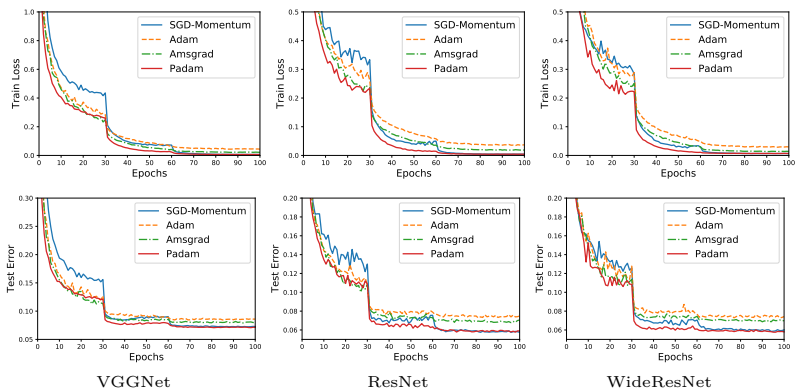 1.0
0.8
0.6
0.4
0.2
0.0
Train Loss
SGD-Momentum
Adam
Amsgrad
Padam
0 10 20 30 40 50 60 70 80 90 100
Epochs
0.5
0.4
0.3
0.2
0.1
0.0
Train Loss
SGD-Momentum
Adam
Amsgrad
Padam
0 10 20 30 40 50 60 70 80 90 100
Epochs
0.5
0.4
0.3
0.2
0.1
0.0
Train Loss
SGD-Momentum
Adam
Amsgrad
Padam
0 10 20 30 40 50 60 70 80 90 100
Epochs
0.30
0.25
0.20
0.15
0.10
0.05
Test Error
SGD-Momentum
Adam
Amsgrad
Padam
0 10 20 30 40 50 60 70 80 90 100
Epochs
VGGNet
0.20
0.18
0.16
0.14
0.12
0.10
0.08
0.06
Test Error
SGD-Momentum
Adam
Amsgrad
Padam
0 10 20 30 40 50 60 70 80 90 100
Epochs
ResNet
0.20
0.18
0.16
0.14
0.12
0.10
0.08
0.06
Test Error
SGD-Momentum
Adam
Amsgrad
Padam
0 10 20 30 40 50 60 70 80 90 100
Epochs
WideResNet